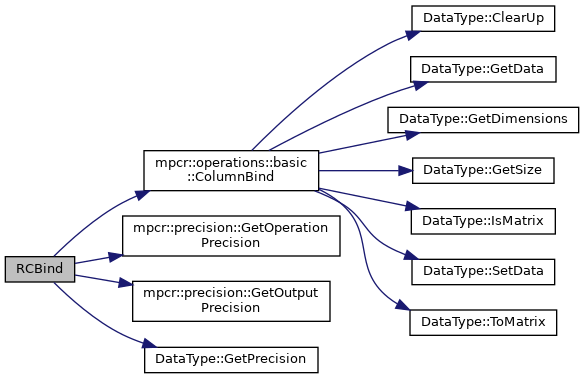 RCBind
mpcr::operations::basic
::ColumnBind
mpcr::precision::GetOperation
Precision
mpcr::precision::GetOutput
Precision
DataType::GetPrecision
DataType::ClearUp
DataType::GetData
DataType::GetDimensions
DataType::GetSize
DataType::IsMatrix
DataType::SetData
DataType::ToMatrix